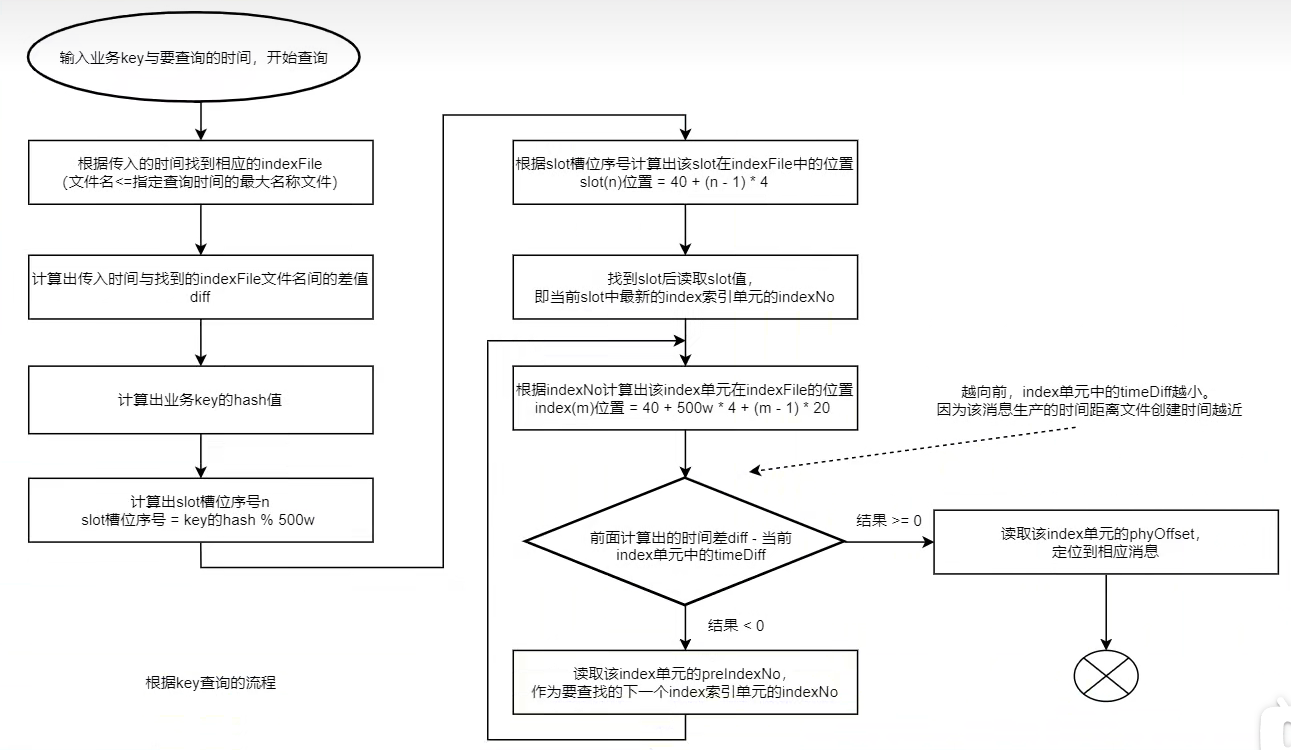 输入业务key与要查询的时间，开始查询
根据传入的时间找到相应的indexFile
(文件名<=指定查询时间的最大名称文件)
计算出传入时间与找到的indexFile文件名间的差值
diff
计算出业务key的hash值
计算出slot槽位序号n
slot槽位序号 = key的hash % 500w
根据slot槽位序号计算出该slot在indexFile中的位置
slot(n)位置 = 40 + (n - 1) * 4
找到slot后读取slot值，
即当前slot中最新的index索引单元的indexNo
根据indexNo计算出该index单元在indexFile的位置
index(m)位置 = 40 + 500w * 4 + (m - 1) * 20
越向前，index单元中的timeDiff越小。
因为该消息生产的时间距离文件创建时间越近
前面计算出的时间差diff - 当前
index单元中的timeDiff
结果 >= 0
读取该index单元的phyOffset，
定位到相应消息
结果 < 0
读取该index单元的preIndexNo，
作为要查找的下一个index索引单元的indexNo
根据key查询的流程